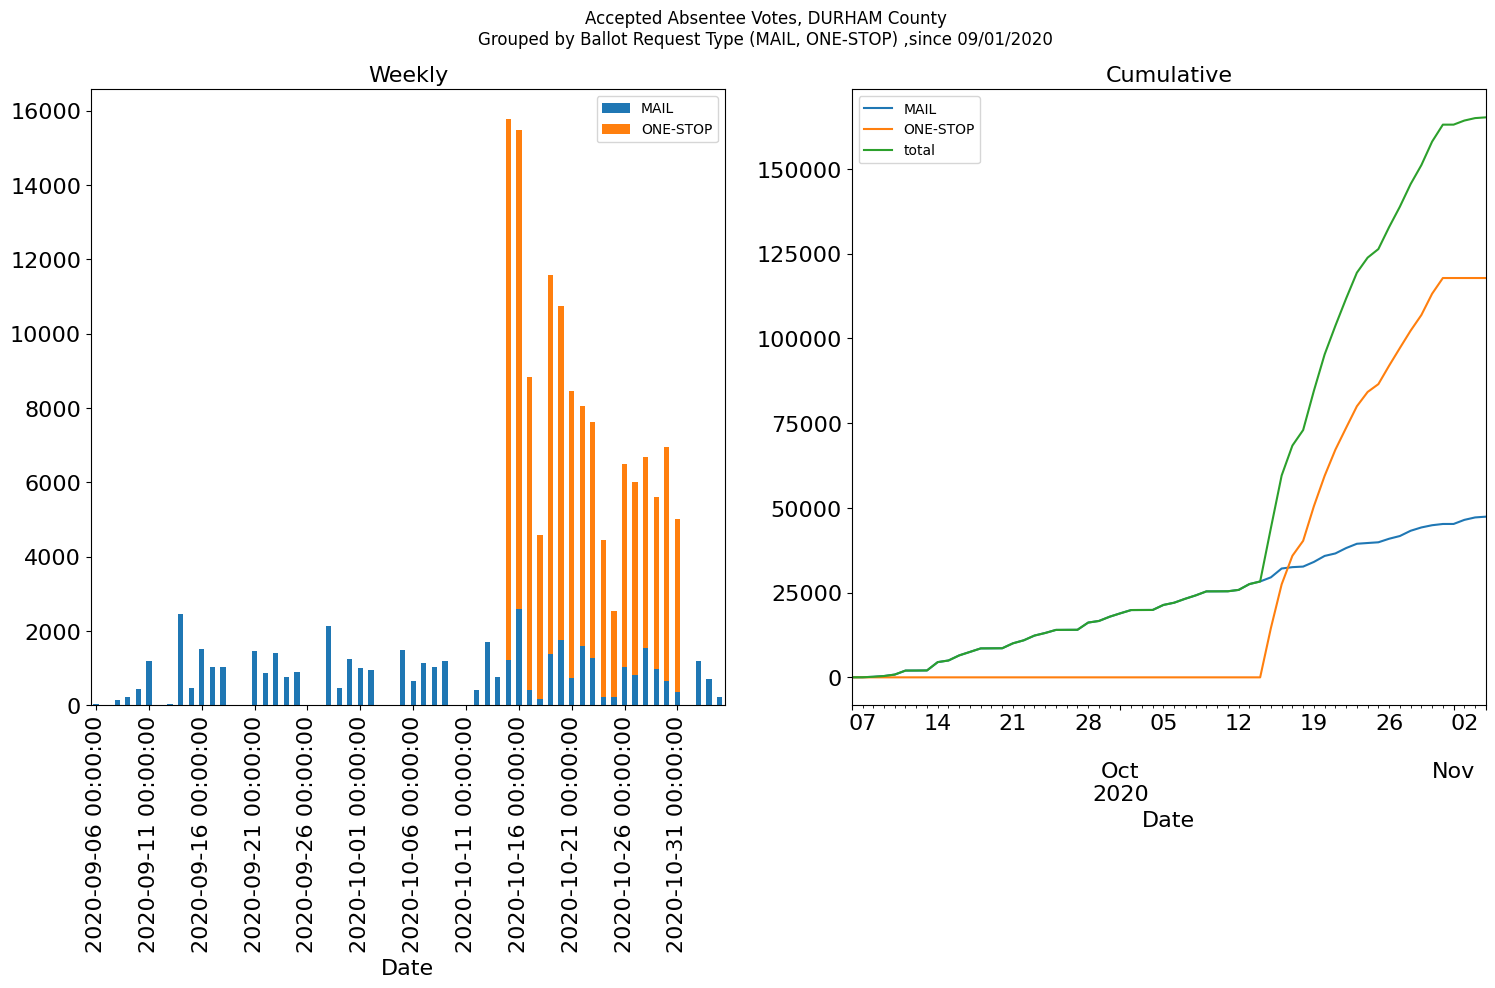 Accepted Absentee Votes, DURHAM County
Grouped by Ballot Request Type (MAIL, ONE-STOP) ,since 09/01/2020
Weekly
MAIL
ONE-STOP
16000
14000
12000
10000
8000
6000
4000
2000
0
2020-09-06 00:00:00
2020-09-11 00:00:00
2020-09-16 00:00:00
2020-09-21 00:00:00
2020-09-26 00:00:00
2020-10-01 00:00:00
2020-10-06 00:00:00
2020-10-11 00:00:00
2020-10-16 00:00:00
2020-10-21 00:00:00
2020-10-26 00:00:00
2020-10-31 00:00:00
Date
Cumulative
MAIL
ONE-STOP
total
150000
125000
100000
75000
50000
25000
0
07 14 21 28 05 12 19 26 02
Oct Nov
2020
Date